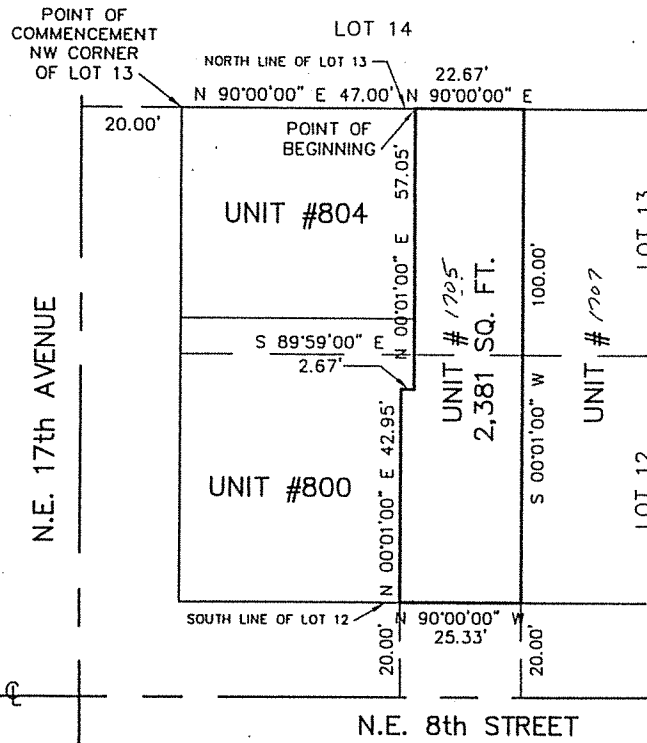 POINT OF
COMMENCEMENT
NW CORNER
OF LOT 13
LOT 14
NORTH LINE OF LOT 13
22.67'
N 90°00'00" E 47.00'
N 90°00'00" E
20.00'
POINT OF
BEGINNING
57.05'
N 00°01'00" E
UNIT #804
LOT 13
UNIT # 1705
2,381 SQ. FT.
100.00'
S 00°01'00" W
UNIT # 1707
N.E. 17th AVENUE
S 89°59'00" E
2.67'
UNIT #800
N 00°01'00" E 42.95'
LOT 12
SOUTH LINE OF LOT 12
N 90°00'00" W
25.33'
20.00'
20.00'
℄
N.E. 8th STREET